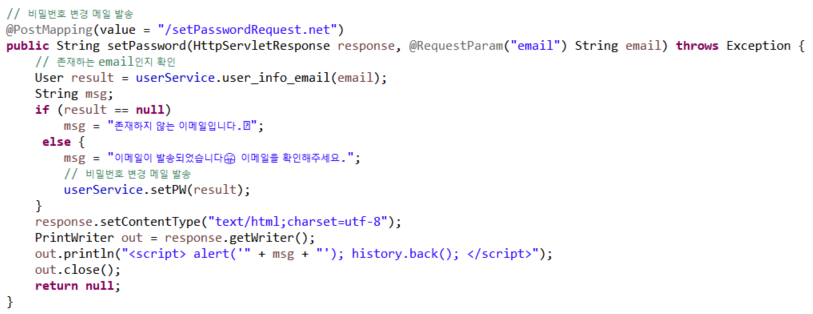 // 비밀번호 변경 메일 발송
@PostMapping(value = "/setPasswordRequest.net")
public String setPassword(HttpServletResponse response, @RequestParam("email") String email) throws Exception {
    // 존재하는 email인지 확인
    User result = userService.user_info_email(email);
    String msg;
    if (result == null)
        msg = "존재하지 않는 이메일입니다.";
     else {
        msg = "이메일이 발송되었습니다😀 이메일을 확인해주세요.";
        // 비밀번호 변경 메일 발송
        userService.setPW(result);
    }
    response.setContentType("text/html;charset=utf-8");
    PrintWriter out = response.getWriter();
    out.println("<script> alert('" + msg + "'); history.back(); </script>");
    out.close();
    return null;
}